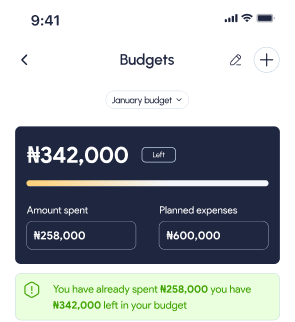 9:41
Budgets
January budget
₦342,000 Left
Amount spent Planned expenses
₦258,000 ₦600,000
You have already spent ₦258,000 you have
₦342,000 left in your budget